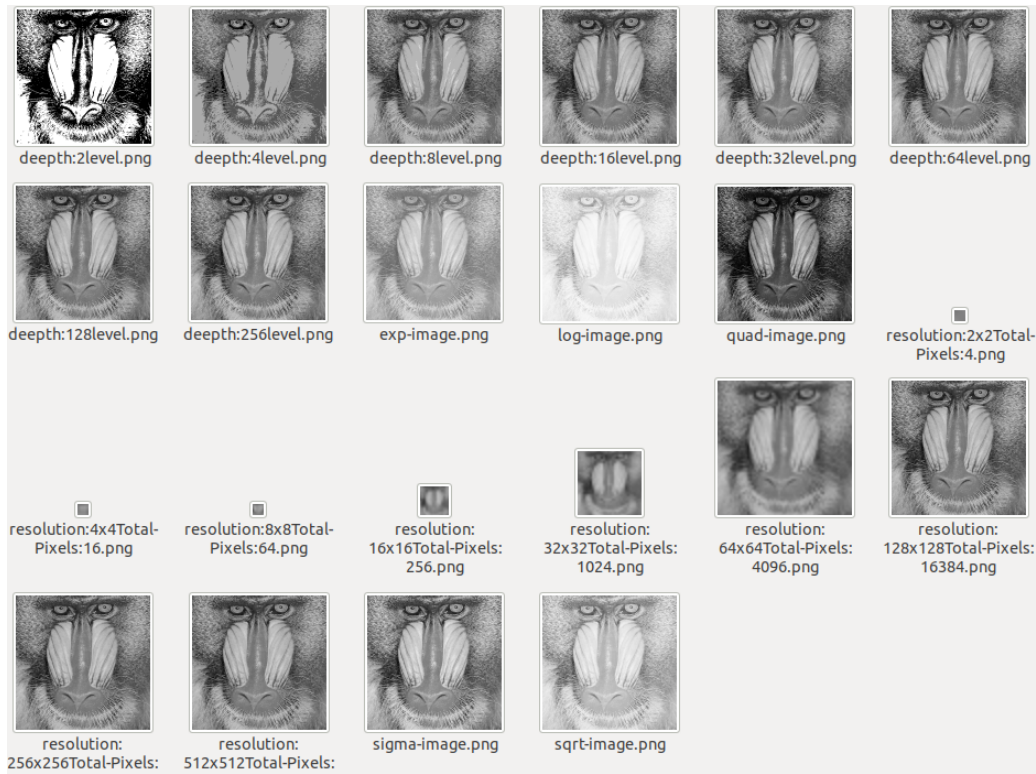 deepth:2level.png
deepth:4level.png
deepth:8level.png
deepth:16level.png
deepth:32level.png
deepth:64level.png
deepth:128level.png
deepth:256level.png
exp-image.png
log-image.png
quad-image.png
resolution:2x2Total-
Pixels:4.png
resolution:4x4Total-
Pixels:16.png
resolution:8x8Total-
Pixels:64.png
resolution:
16x16Total-Pixels:
256.png
resolution:
32x32Total-Pixels:
1024.png
resolution:
64x64Total-Pixels:
4096.png
resolution:
128x128Total-Pixels:
16384.png
resolution:
256x256Total-Pixels:
resolution:
512x512Total-Pixels:
sigma-image.png
sqrt-image.png